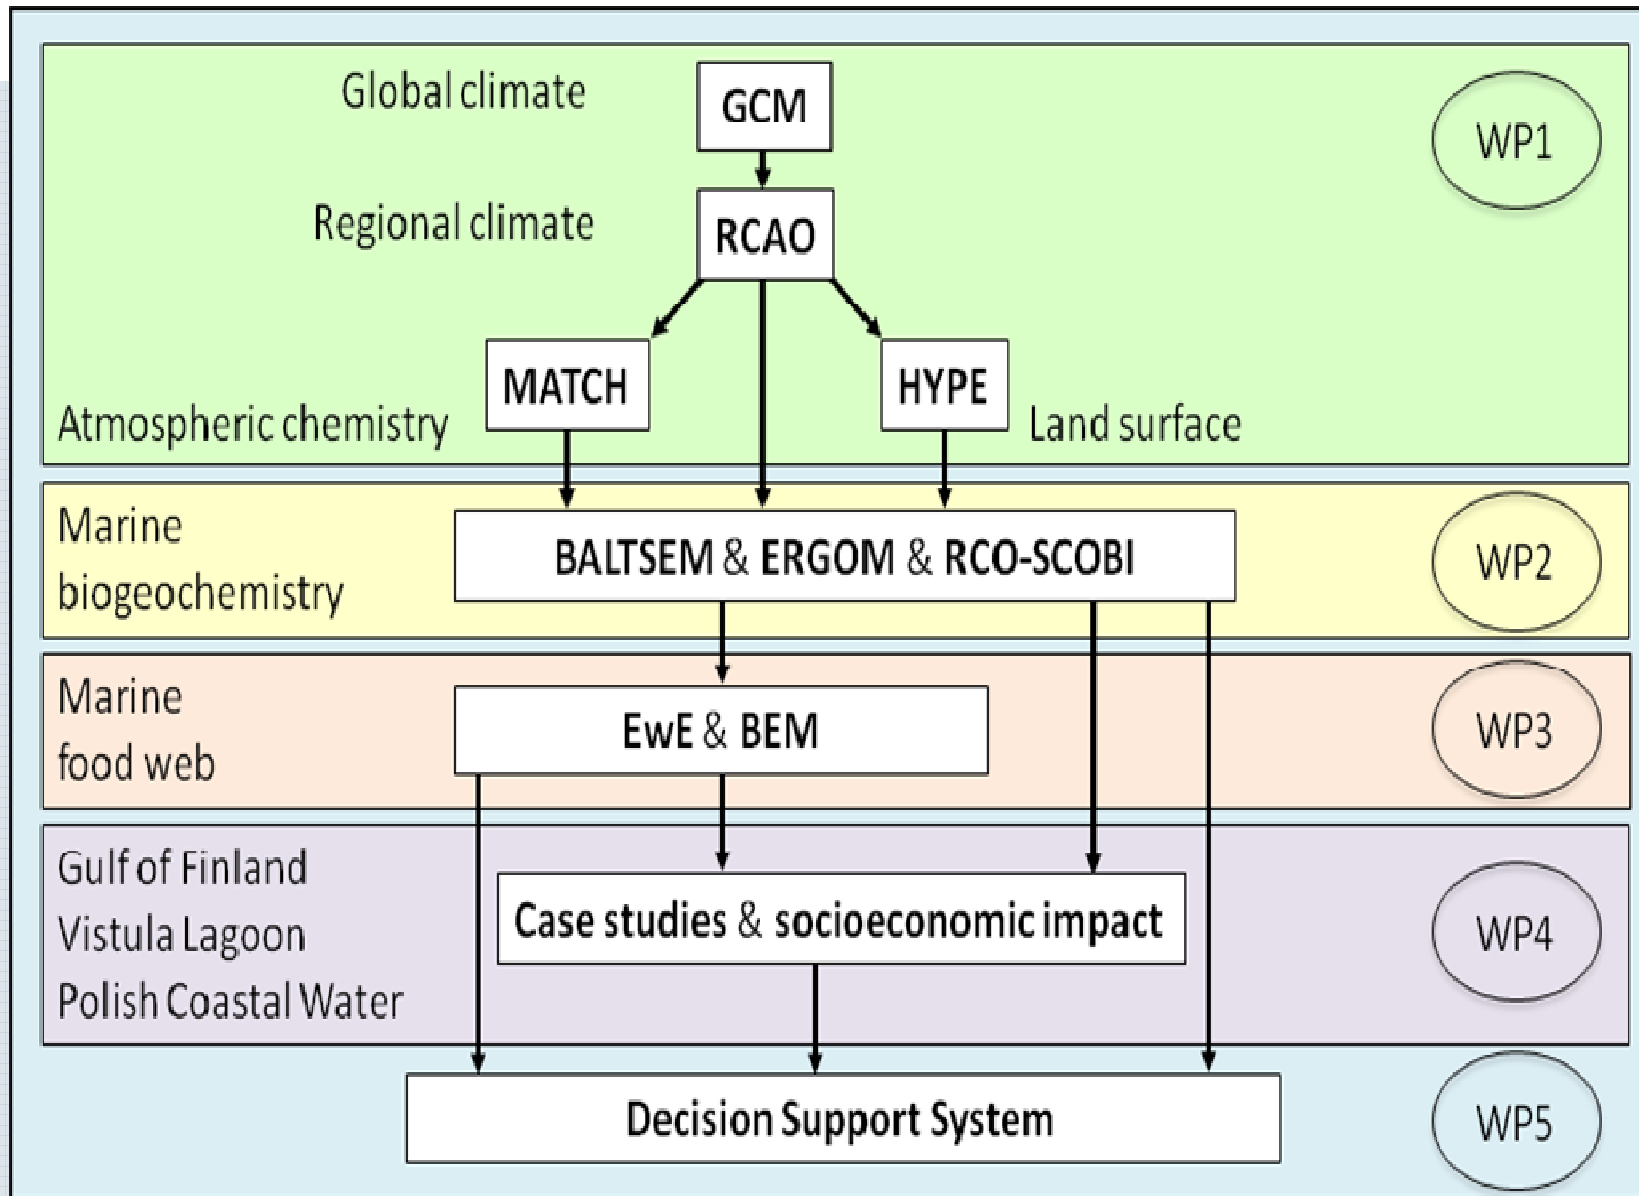 Global climate
GCM
WP1
Regional climate
RCAO
MATCH
HYPE
Atmospheric chemistry
Land surface
Marine
biogeochemistry
BALTSEM & ERGOM & RCO-SCOBI
WP2
Marine
food web
EwE & BEM
WP3
Gulf of Finland
Vistula Lagoon
Polish Coastal Water
Case studies & socioeconomic impact
WP4
Decision Support System
WP5